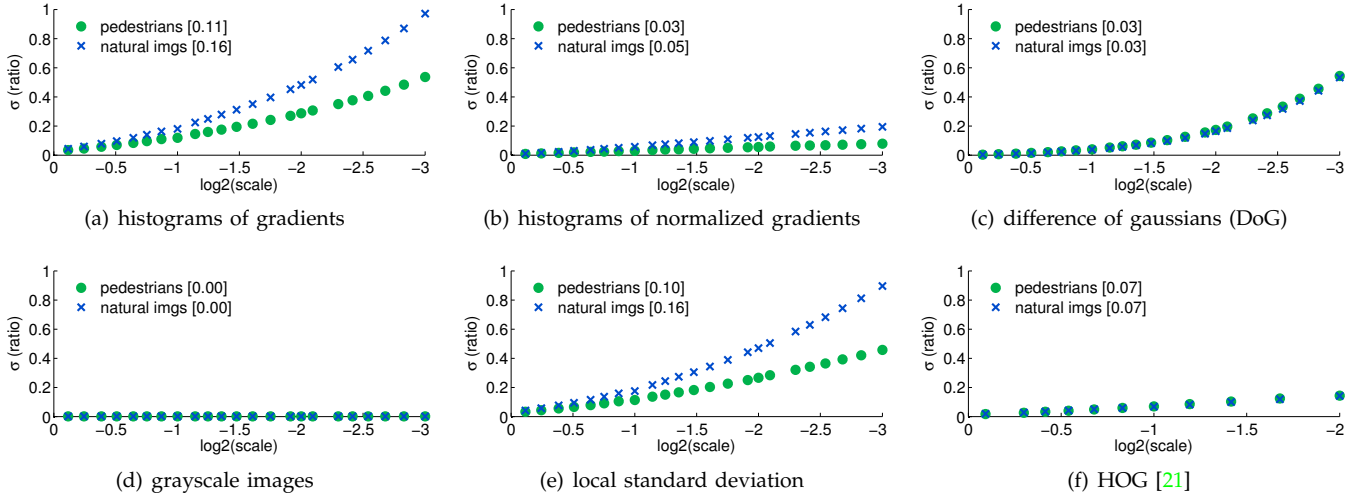 1
0.8
0.6
0.4
0.2
0
σ (ratio)
pedestrians [0.11]
natural imgs [0.16]
0 −0.5 −1 −1.5 −2 −2.5 −3
log2(scale)
(a) histograms of gradients
1
0.8
0.6
0.4
0.2
0
σ (ratio)
pedestrians [0.03]
natural imgs [0.05]
0 −0.5 −1 −1.5 −2 −2.5 −3
log2(scale)
(b) histograms of normalized gradients
1
0.8
0.6
0.4
0.2
0
σ (ratio)
pedestrians [0.03]
natural imgs [0.03]
0 −0.5 −1 −1.5 −2 −2.5 −3
log2(scale)
(c) difference of gaussians (DoG)
1
0.8
0.6
0.4
0.2
0
σ (ratio)
pedestrians [0.00]
natural imgs [0.00]
0 −0.5 −1 −1.5 −2 −2.5 −3
log2(scale)
(d) grayscale images
1
0.8
0.6
0.4
0.2
0
σ (ratio)
pedestrians [0.10]
natural imgs [0.16]
0 −0.5 −1 −1.5 −2 −2.5 −3
log2(scale)
(e) local standard deviation
1
0.8
0.6
0.4
0.2
0
σ (ratio)
pedestrians [0.07]
natural imgs [0.07]
0 −0.5 −1 −1.5 −2
log2(scale)
(f) HOG [21]